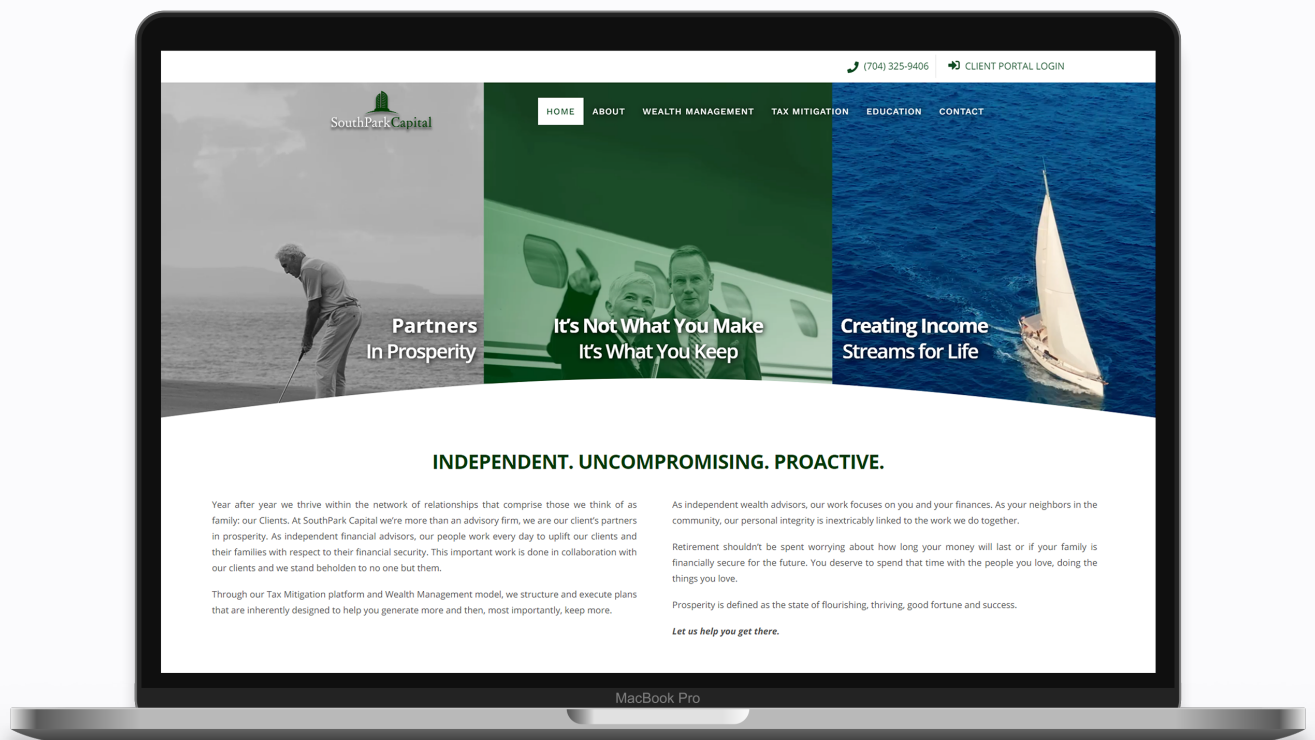 (704) 325-9406
CLIENT PORTAL LOGIN
SouthParkCapital
HOME ABOUT WEALTH MANAGEMENT TAX MITIGATION EDUCATION CONTACT
Partners
In Prosperity
It’s Not What You Make
It’s What You Keep
Creating Income
Streams for Life
INDEPENDENT. UNCOMPROMISING. PROACTIVE.
Year after year we thrive within the network of relationships that comprise those we think of as
family: our Clients. At SouthPark Capital we’re more than an advisory firm, we are our client’s partners
in prosperity. As independent financial advisors, our people work every day to uplift our clients and
their families with respect to their financial security. This important work is done in collaboration with
our clients and we stand beholden to no one but them.
Through our Tax Mitigation platform and Wealth Management model, we structure and execute plans
that are inherently designed to help you generate more and then, most importantly, keep more.
As independent wealth advisors, our work focuses on you and your finances. As your neighbors in the
community, our personal integrity is inextricably linked to the work we do together.
Retirement shouldn’t be spent worrying about how long your money will last or if your family is
financially secure for the future. You deserve to spend that time with the people you love, doing the
things you love.
Prosperity is defined as the state of flourishing, thriving, good fortune and success.
Let us help you get there.
MacBook Pro